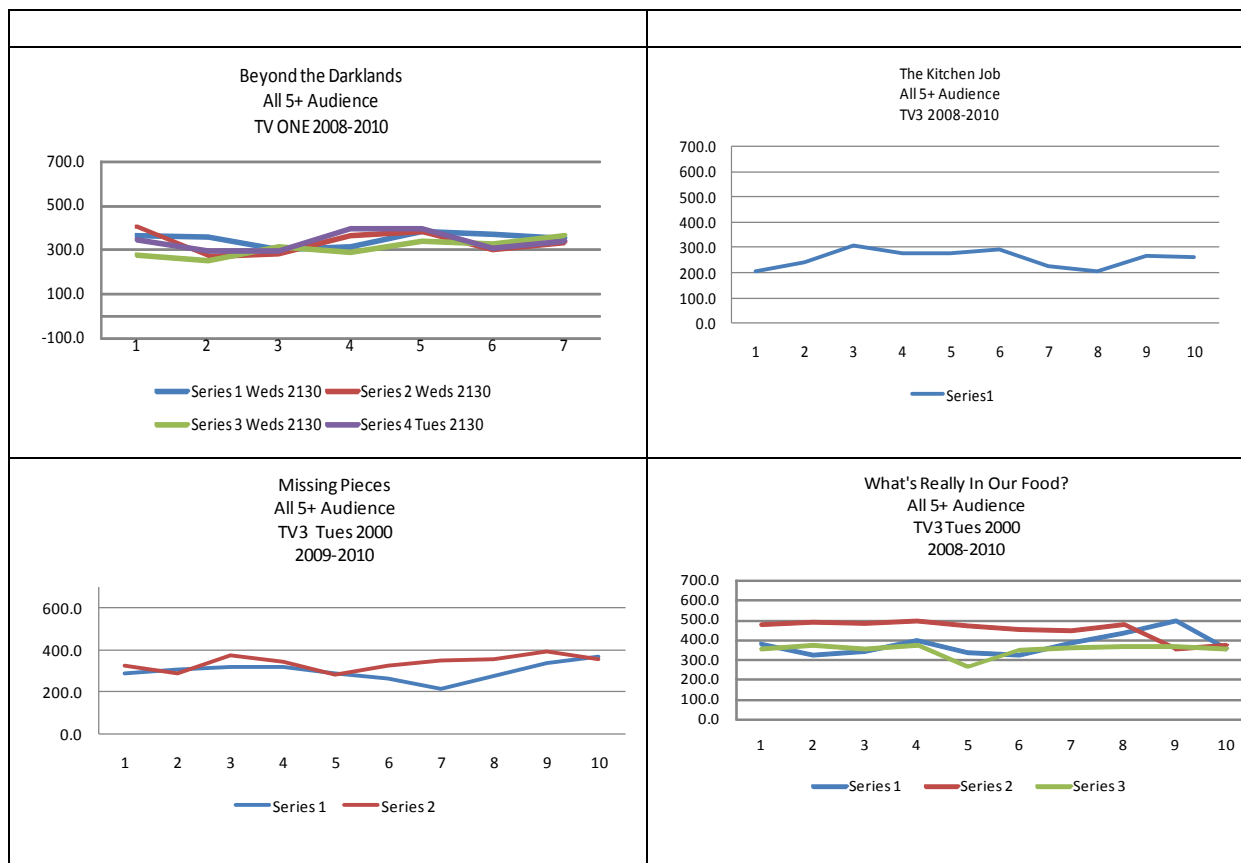 Beyond the Darklands
All 5+ Audience
TV ONE 2008-2010
700.0
500.0
300.0
100.0
-100.0
1 2 3 4 5 6 7
Series 1 Weds 2130 Series 2 Weds 2130
Series 3 Weds 2130 Series 4 Tues 2130
The Kitchen Job
All 5+ Audience
TV3 2008-2010
700.0
600.0
500.0
400.0
300.0
200.0
100.0
0.0
1 2 3 4 5 6 7 8 9 10
Series1
Missing Pieces
All 5+ Audience
TV3 Tues 2000
2009-2010
600.0
400.0
200.0
0.0
1 2 3 4 5 6 7 8 9 10
Series 1 Series 2
What's Really In Our Food?
All 5+ Audience
TV3 Tues 2000
2008-2010
700.0
600.0
500.0
400.0
300.0
200.0
100.0
0.0
1 2 3 4 5 6 7 8 9 10
Series 1 Series 2 Series 3